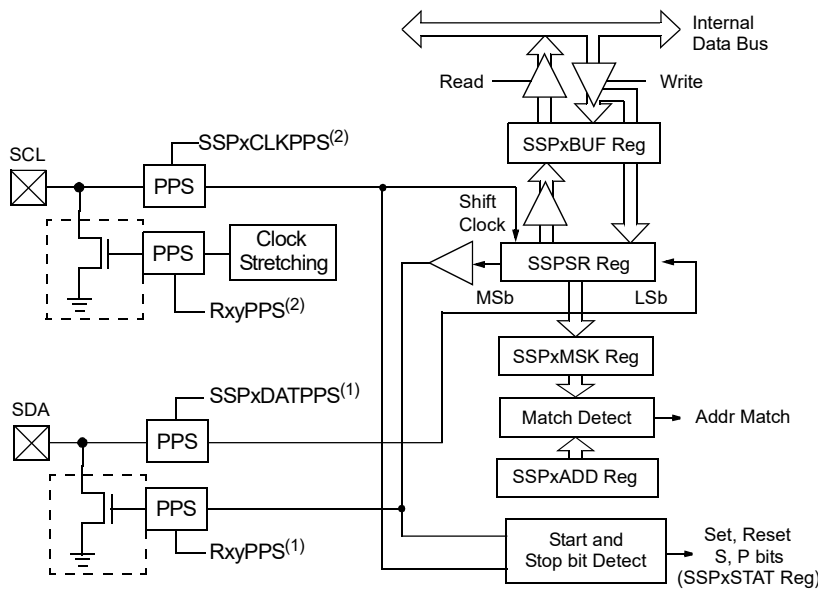 Internal
Data Bus
Read
Write
SSPxCLKPPS(2)
SSPxBUF Reg
SCL
PPS
Shift
Clock
PPS
Clock
Stretching
SSPSR Reg
MSb
LSb
RxyPPS(2)
SSPxMSK Reg
SSPxDATPPS(1)
SDA
PPS
Match Detect
Addr Match
SSPxADD Reg
PPS
Start and
Stop bit Detect
Set, Reset
S, P bits
(SSPxSTAT Reg)
RxyPPS(1)